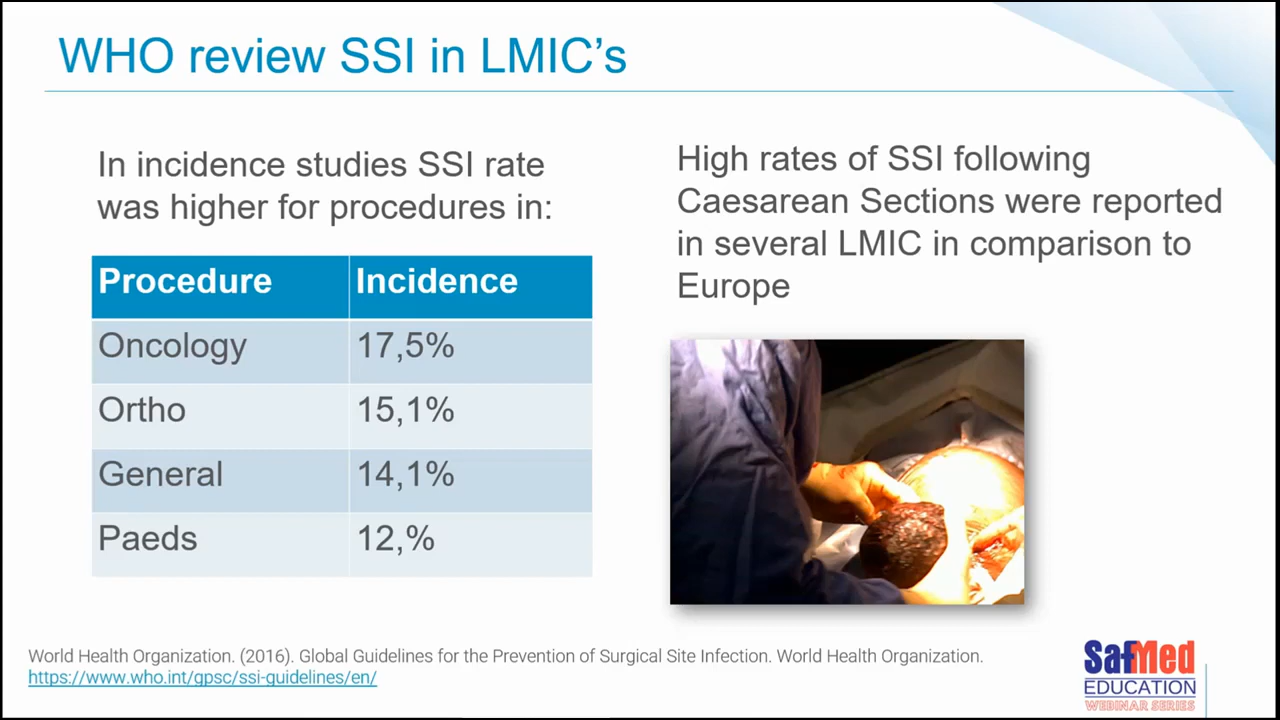 WHO review SSI in LMIC's
In incidence studies SSI rate
was higher for procedures in:
Procedure Incidence
Oncology 17,5%
Ortho 15,1%
General 14,1%
Paeds 12,%
High rates of SSI following
Caesarean Sections were reported
in several LMIC in comparison to
Europe
World Health Organization. (2016). Global Guidelines for the Prevention of Surgical Site Infection. World Health Organization.
https://www.who.int/gpsc/ssi-guidelines/en/
SafMed
EDUCATION
WEBINAR SERIES